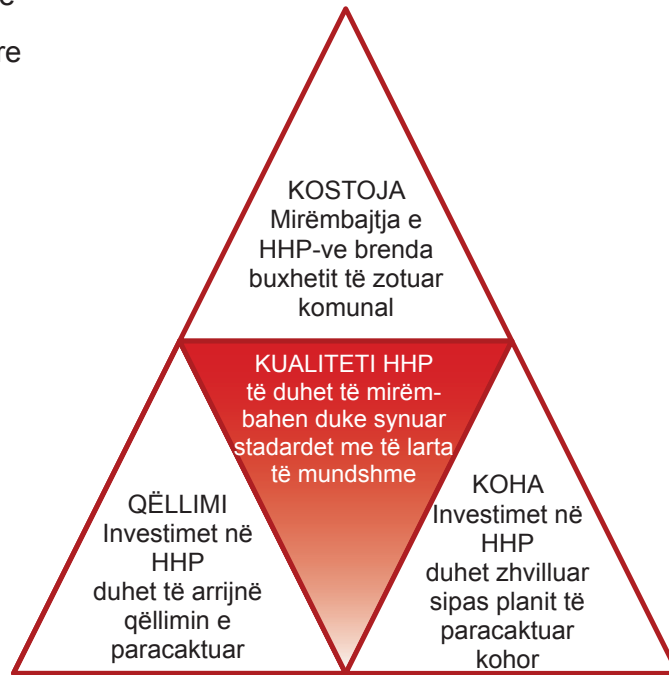 re
KOSTOJA
Mirëmbajtja e
HHP-ve brenda
buxhetit të zotuar
komunal
KUALITETI HHP
të duhet të mirëm-
bahen duke synuar
stadardet me të larta
të mundshme
QËLLIMI
Investimet në
HHP
duhet të arrijnë
qëllimin e
paracaktuar
KOHA
Investimet në
HHP
duhet zhvilluar
sipas planit të
paracaktuar
kohor